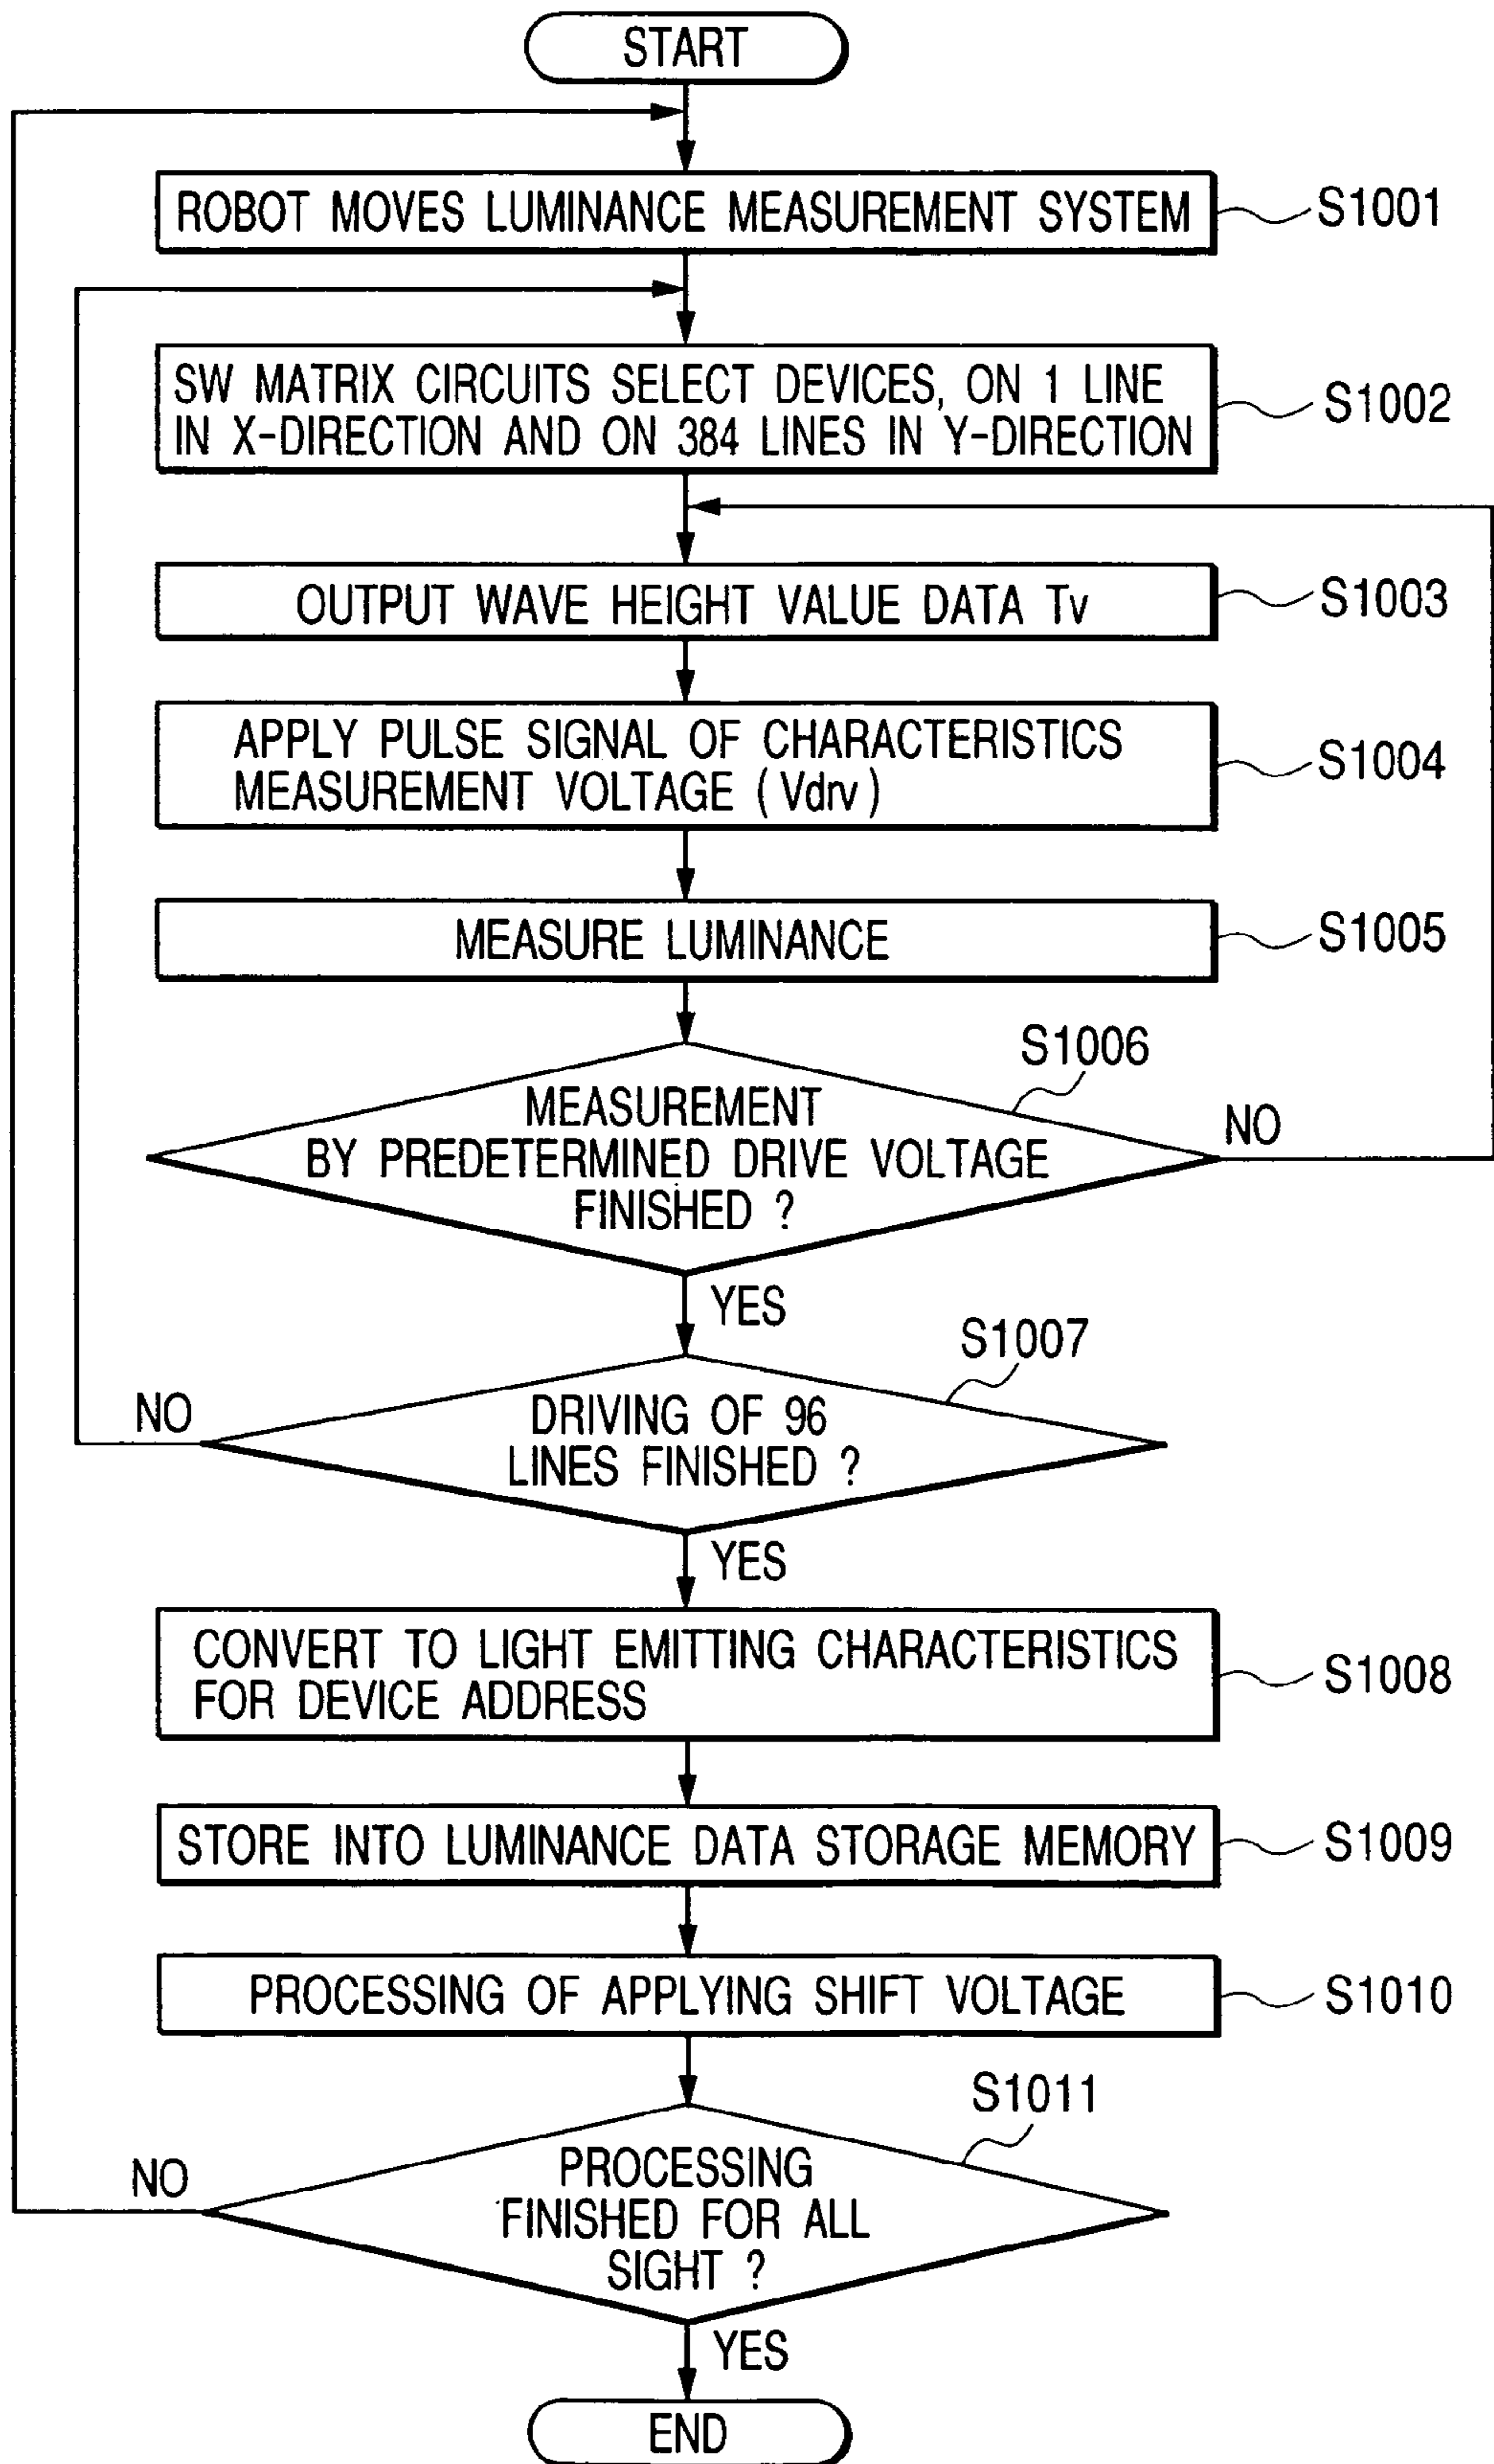 START
ROBOT MOVES LUMINANCE MEASUREMENT SYSTEM
S1001
SW MATRIX CIRCUITS SELECT DEVICES, ON 1 LINE
IN X-DIRECTION AND ON 384 LINES IN Y-DIRECTION
S1002
OUTPUT WAVE HEIGHT VALUE DATA Tv
S1003
APPLY PULSE SIGNAL OF CHARACTERISTICS
MEASUREMENT VOLTAGE (Vdrv)
S1004
MEASURE LUMINANCE
S1005
S1006
MEASUREMENT
BY PREDETERMINED DRIVE VOLTAGE
FINISHED ?
NO
YES
S1007
DRIVING OF 96
LINES FINISHED ?
NO
YES
CONVERT TO LIGHT EMITTING CHARACTERISTICS
FOR DEVICE ADDRESS
S1008
STORE INTO LUMINANCE DATA STORAGE MEMORY
S1009
PROCESSING OF APPLYING SHIFT VOLTAGE
S1010
S1011
PROCESSING
FINISHED FOR ALL
SIGHT ?
NO
YES
END